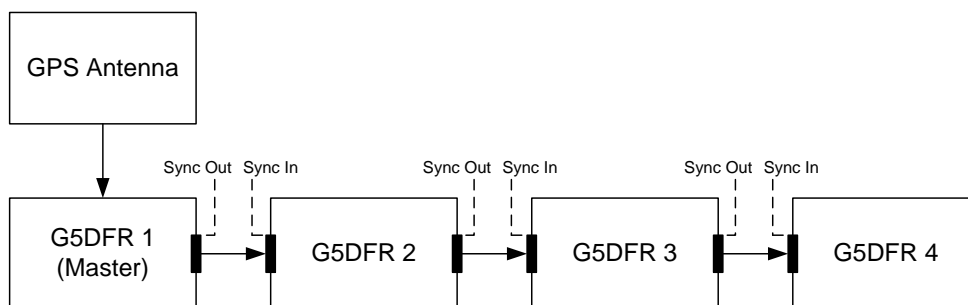 GPS Antenna
Sync Out
Sync In
Sync Out
Sync In
Sync Out
Sync In
G5DFR 1
(Master)
G5DFR 2
G5DFR 3
G5DFR 4